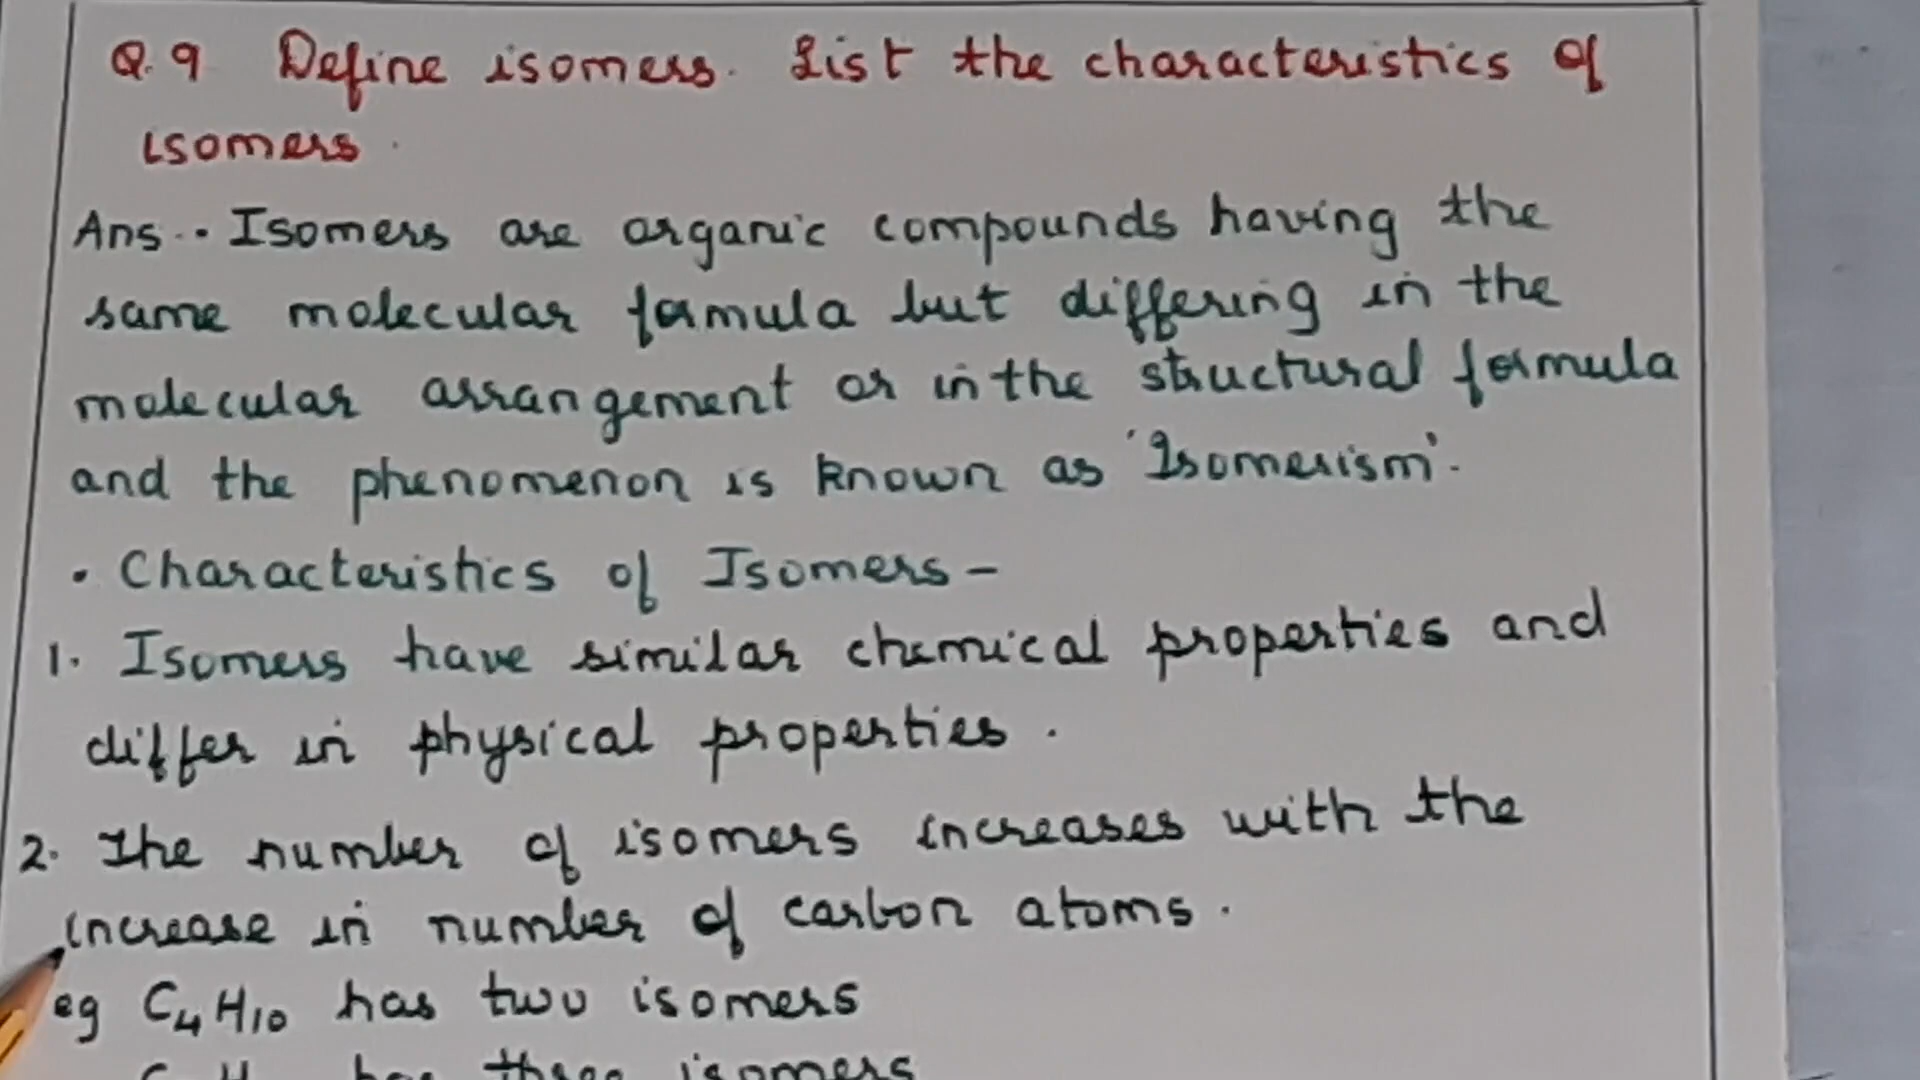 Q.9 Define isomers. List the characteristics of
isomers.
Ans.. Isomers are organic compounds having the
same molecular formula but differing in the
molecular arrangement or in the structural formula
and the phenomenon is known as 'Isomerism'.
• Characteristics of Isomers -
1. Isomers have similar chemical properties and
differ in physical properties.
2. The number of isomers increases with the
increase in number of carbon atoms.
eg C₄H₁₀ has two isomers
has three isomers